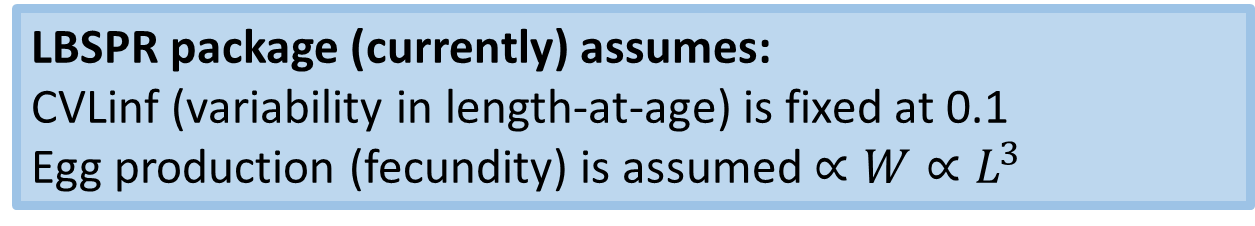 LBSPR package (currently) assumes:
CVLinf (variability in length-at-age) is fixed at 0.1
Egg production (fecundity) is assumed ∝ W ∝ L³